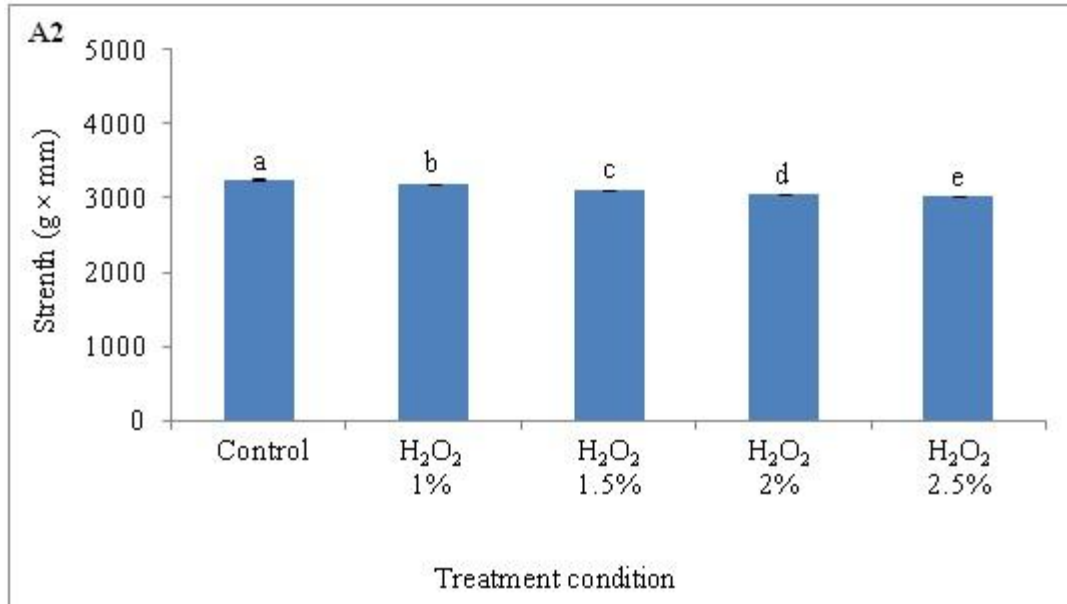 A2
Strenth (g × mm)
5000
4000
3000
2000
1000
0
a b c d e
Control H₂O₂ H₂O₂ H₂O₂ H₂O₂
1% 1.5% 2% 2.5%
Treatment condition